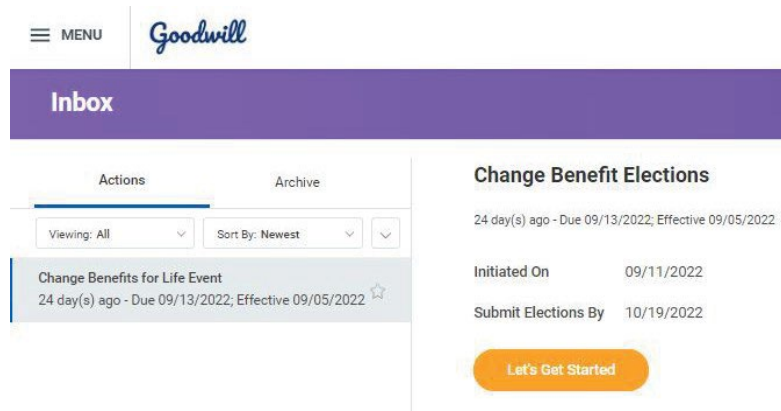 MENU
Goodwill
Inbox
Actions
Archive
Viewing: All
Sort By: Newest
Change Benefits for Life Event
24 day(s) ago - Due 09/13/2022; Effective 09/05/2022
Change Benefit Elections
24 day(s) ago - Due 09/13/2022; Effective 09/05/2022
Initiated On 09/11/2022
Submit Elections By 10/19/2022
Let's Get Started